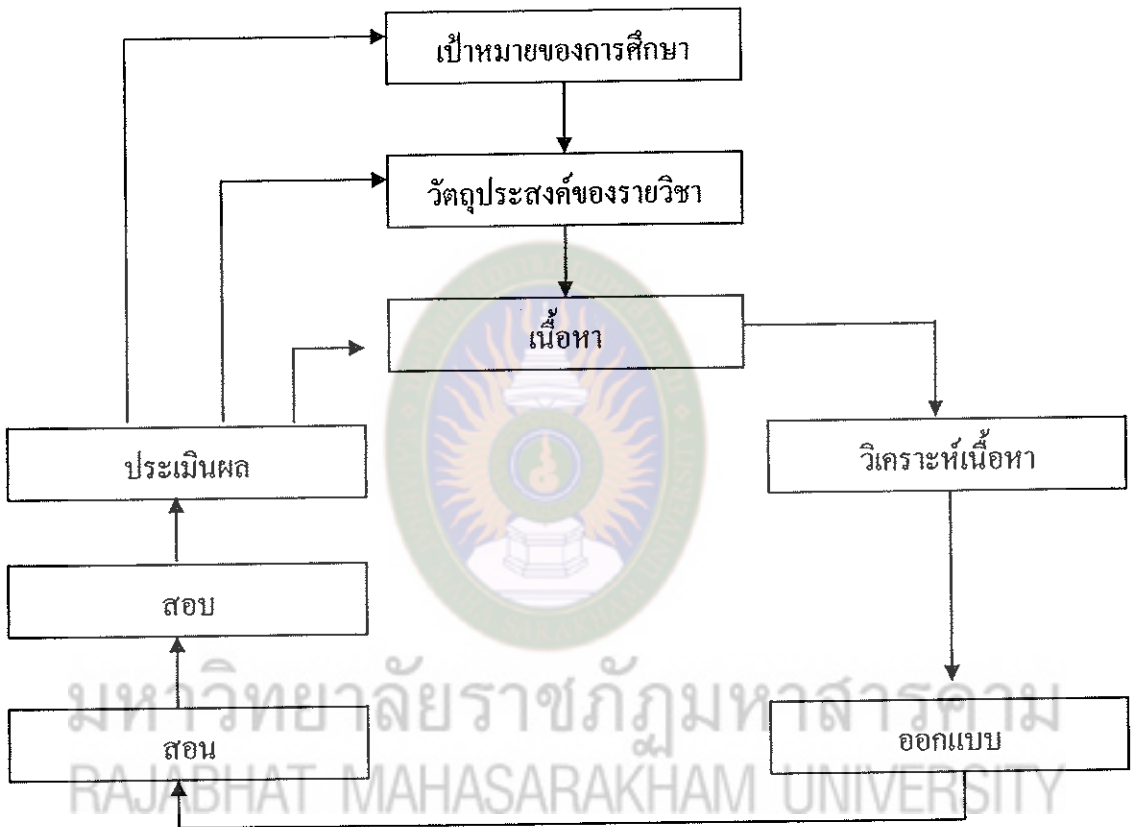 เป้าหมายของการศึกษา
วัตถุประสงค์ของรายวิชา
เนื้อหา
ประเมินผล
วิเคราะห์เนื้อหา
สอบ
มหาวิทยาลัยราชภัฏมหาสารคาม
สอน
ออกแบบ
RAJABHAT MAHASARAKHAM UNIVERSITY